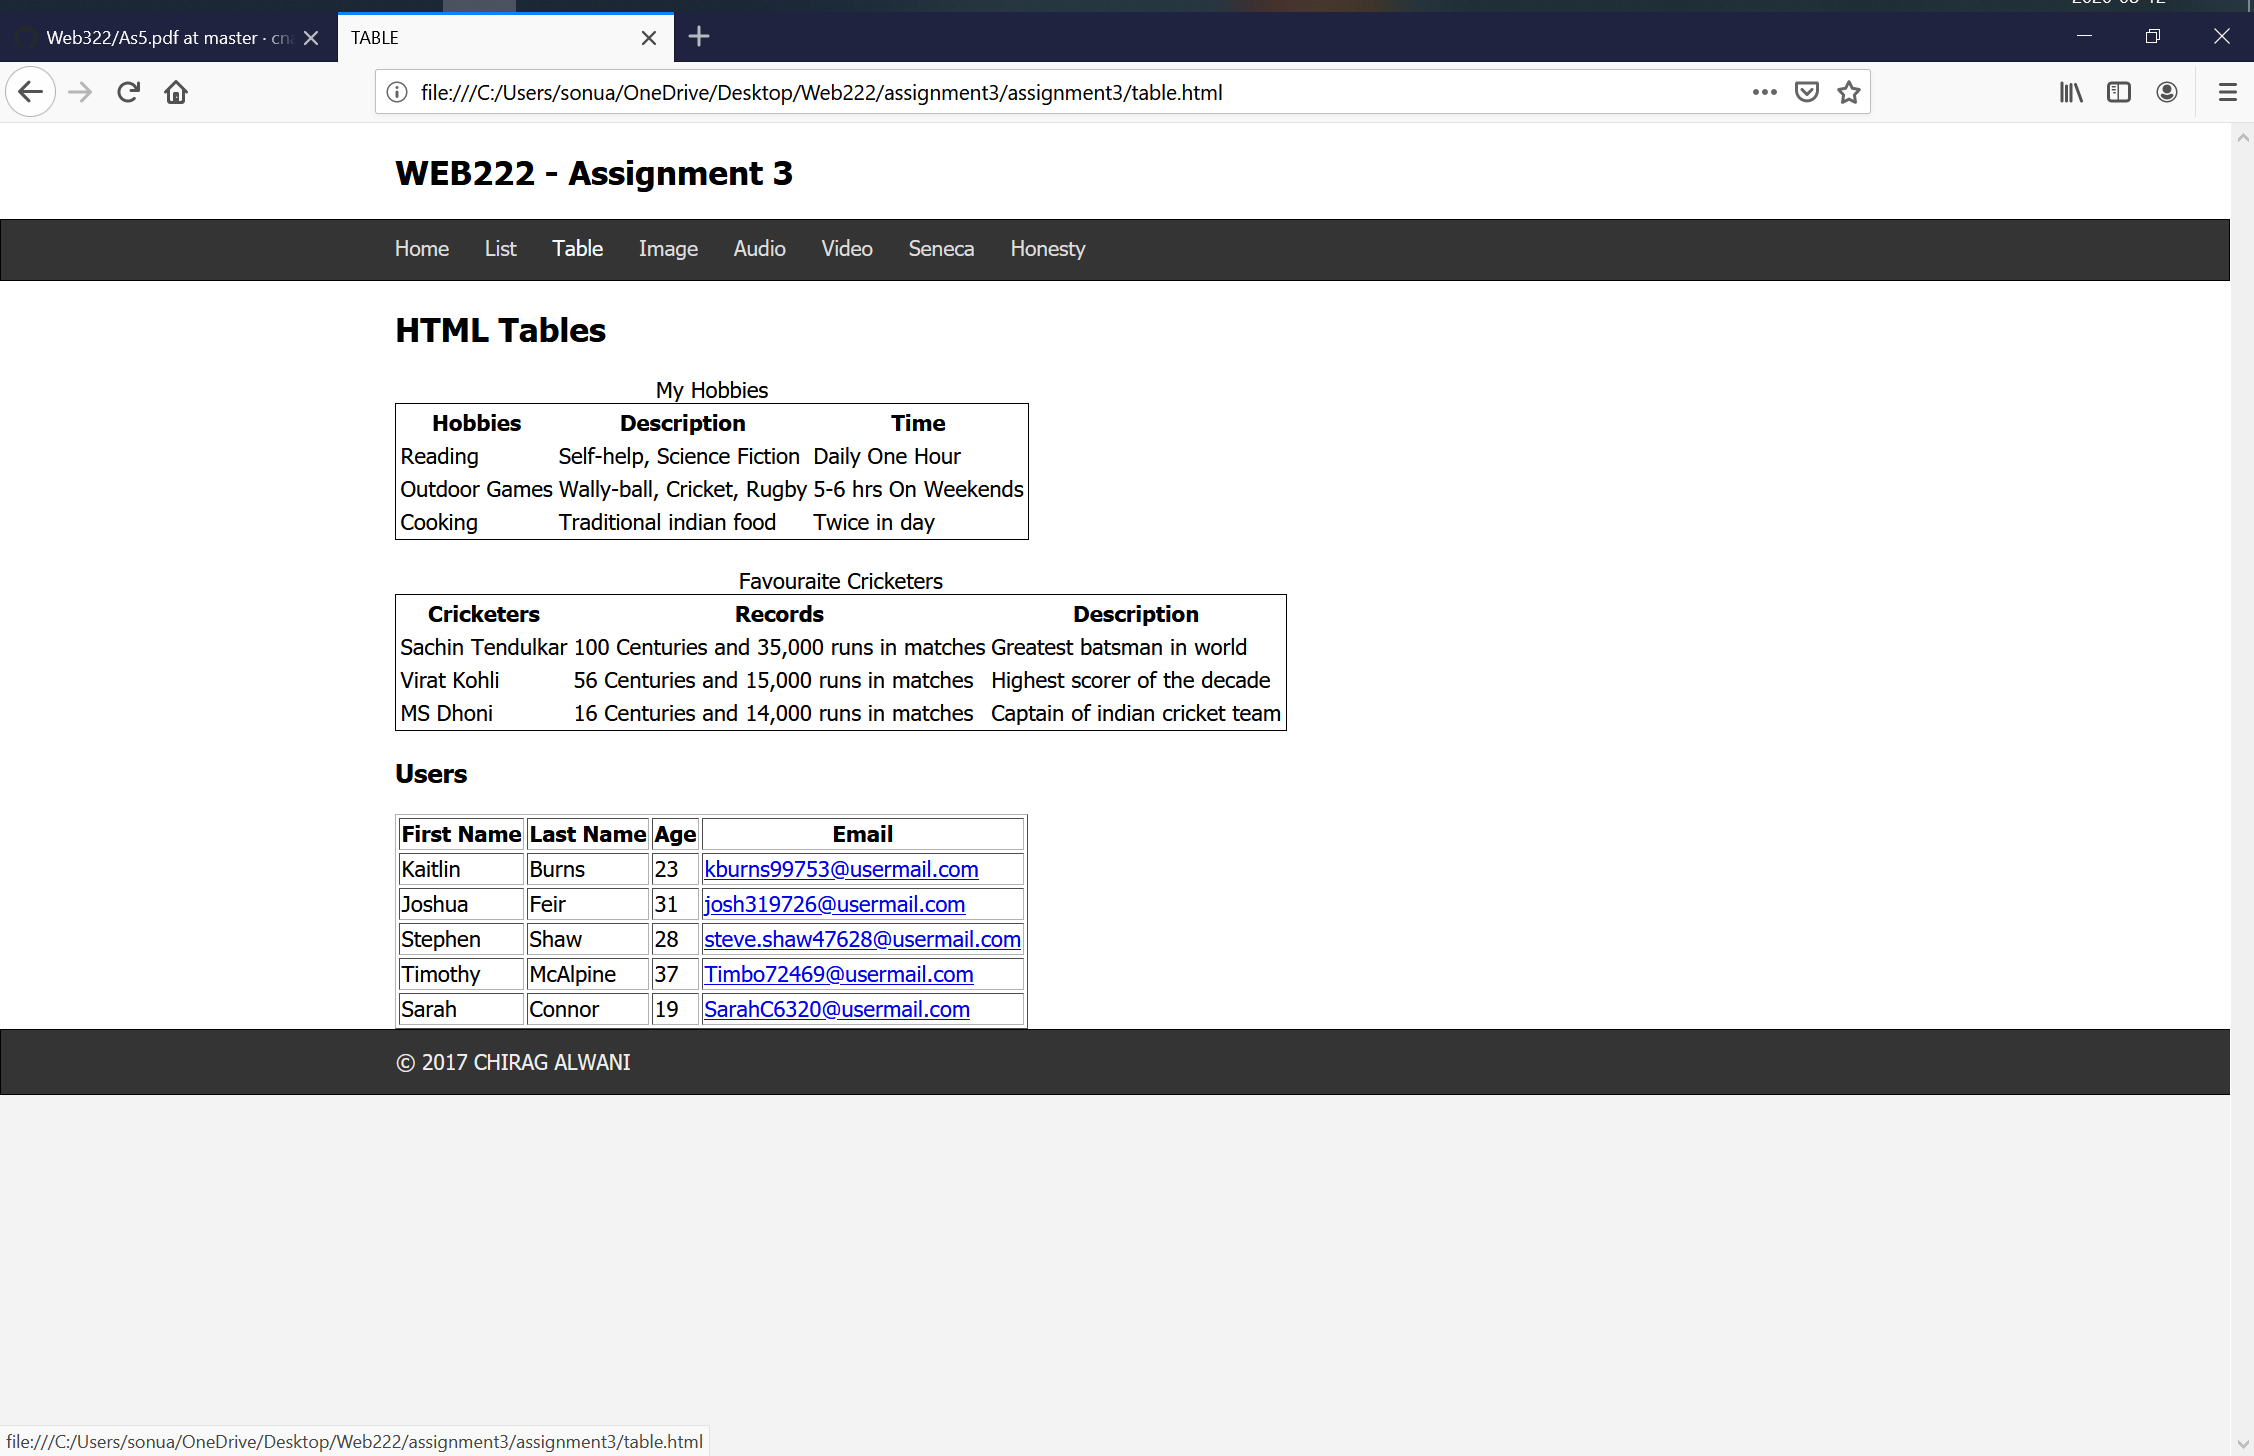 Web322/As5.pdf at master · cna
TABLE
file:///C:/Users/sonua/OneDrive/Desktop/Web222/assignment3/assignment3/table.html
WEB222 - Assignment 3
Home List Table Image Audio Video Seneca Honesty
HTML Tables
My Hobbies
Hobbies Description Time
Reading Self-help, Science Fiction Daily One Hour
Outdoor Games Wally-ball, Cricket, Rugby 5-6 hrs On Weekends
Cooking Traditional indian food Twice in day
Favouraite Cricketers
Cricketers Records Description
Sachin Tendulkar 100 Centuries and 35,000 runs in matches Greatest batsman in world
Virat Kohli 56 Centuries and 15,000 runs in matches Highest scorer of the decade
MS Dhoni 16 Centuries and 14,000 runs in matches Captain of indian cricket team
Users
First Name Last Name Age Email
Kaitlin Burns 23 kburns99753@usermail.com
Joshua Feir 31 josh319726@usermail.com
Stephen Shaw 28 steve.shaw47628@usermail.com
Timothy McAlpine 37 Timbo72469@usermail.com
Sarah Connor 19 SarahC6320@usermail.com
© 2017 CHIRAG ALWANI
file:///C:/Users/sonua/OneDrive/Desktop/Web222/assignment3/assignment3/table.html